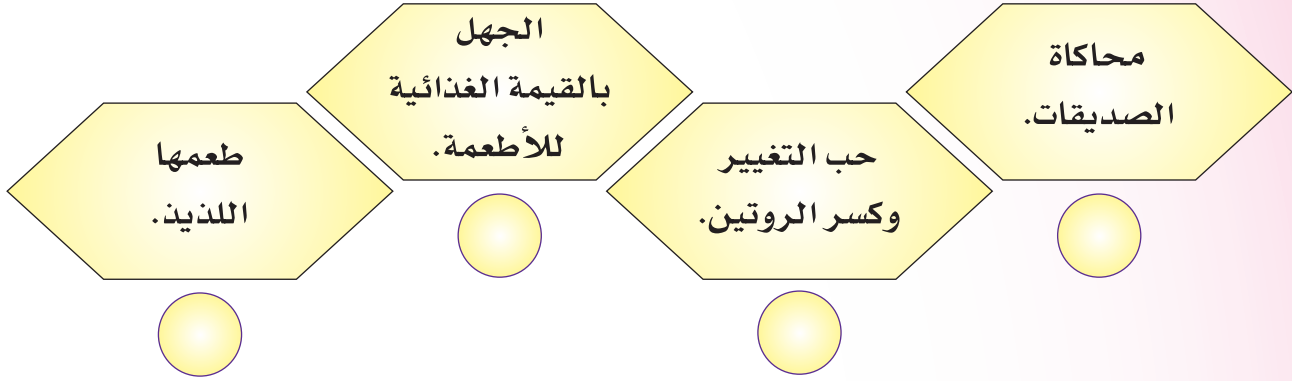 محاكاة
الصديقات.
حب التغيير
وكسر الروتين.
الجهل
بالقيمة الغذائية
للأطعمة.
طعمها
اللذيذ.